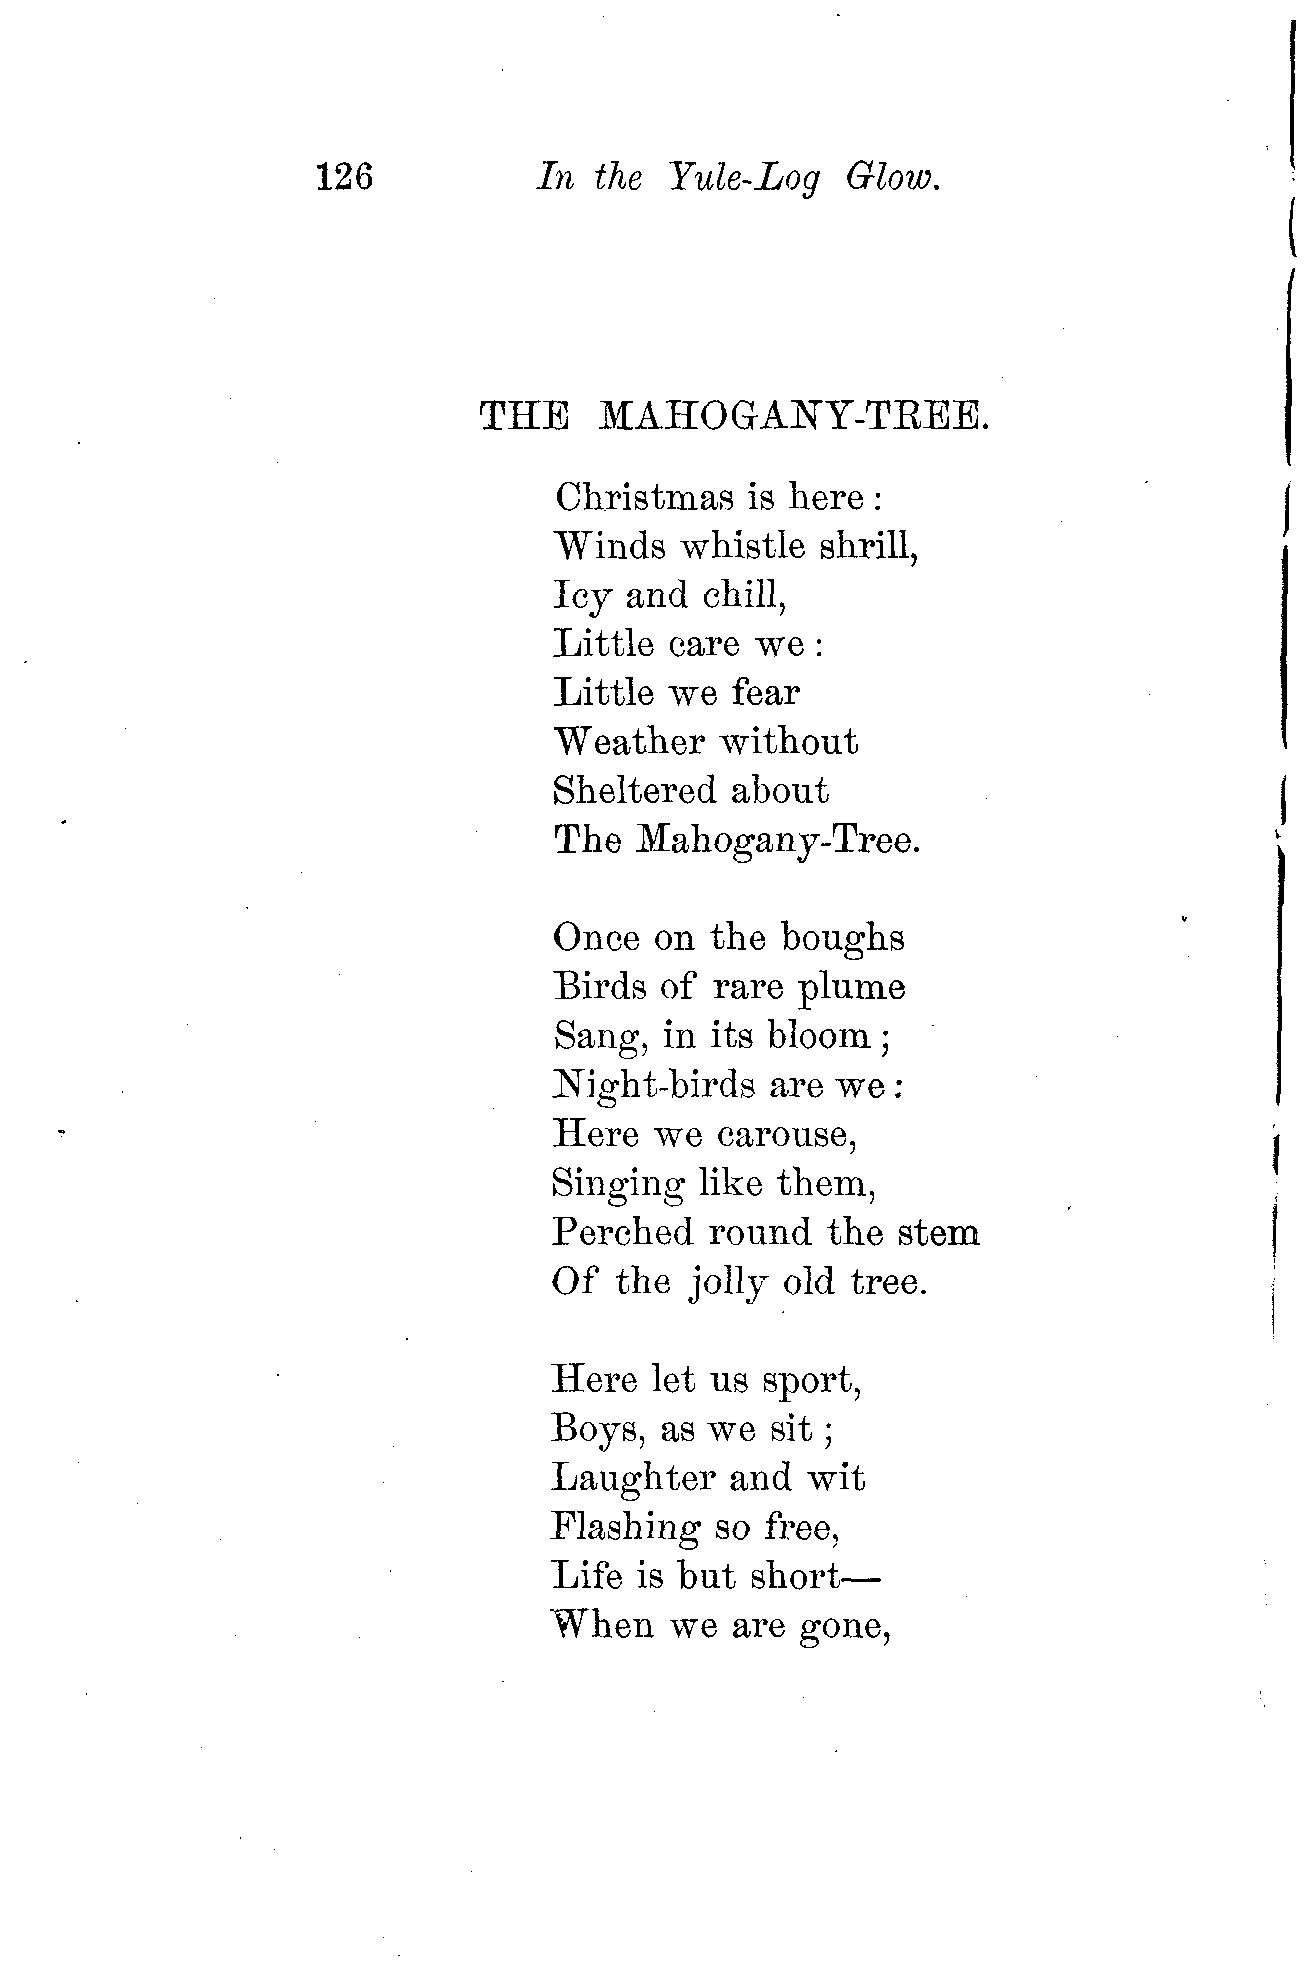 126 In the Yule-Log Glow.
THE MAHOGANY-TREE.
Christmas is here :
Winds whistle shrill,
Icy and chill,
Little care we :
Little we fear
Weather without
Sheltered about
The Mahogany-Tree.
Once on the boughs
Birds of rare plume
Sang, in its bloom ;
Night-birds are we :
Here we carouse,
Singing like them,
Perched round the stem
Of the jolly old tree.
Here let us sport,
Boys, as we sit ;
Laughter and wit
Flashing so free,
Life is but short—
When we are gone,